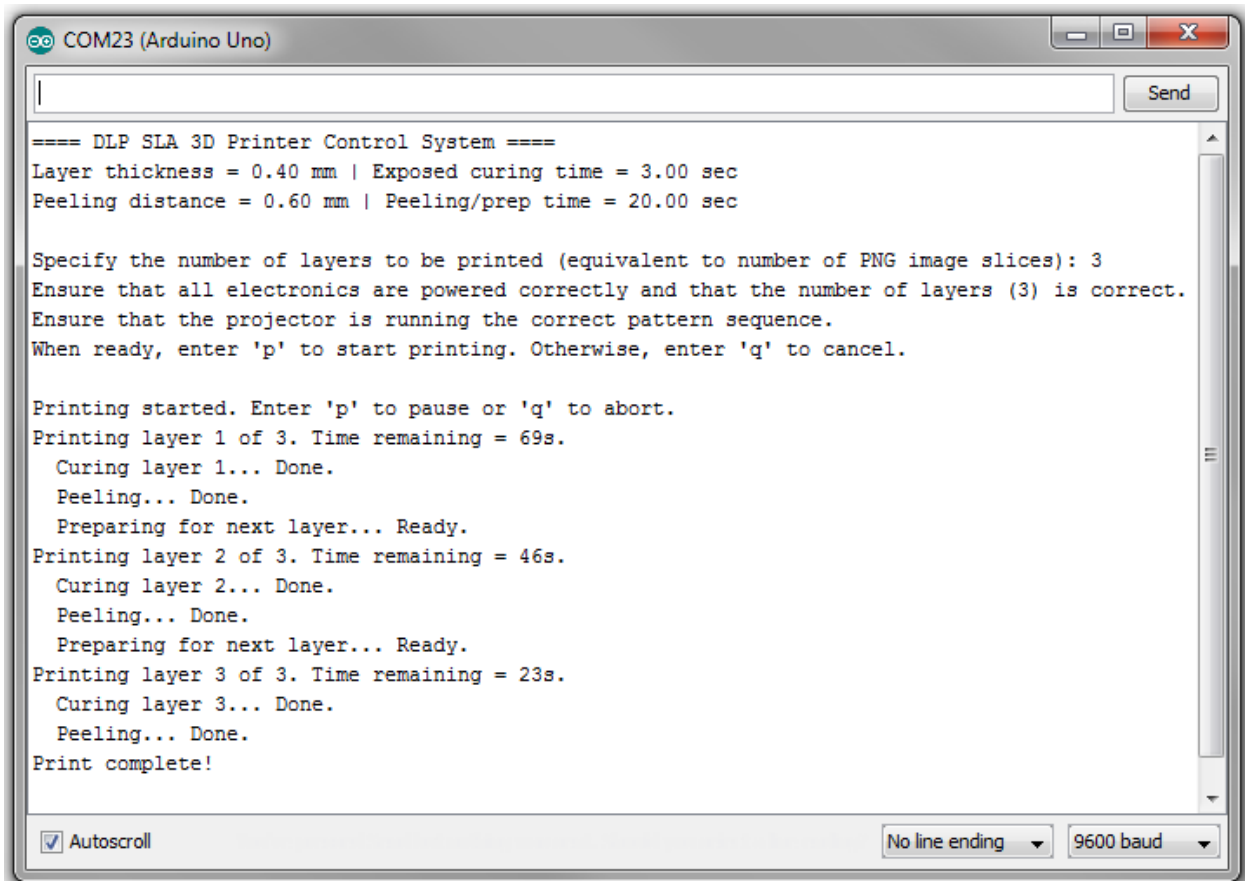 COM23 (Arduino Uno)
Send
==== DLP SLA 3D Printer Control System ====
Layer thickness = 0.40 mm | Exposed curing time = 3.00 sec
Peeling distance = 0.60 mm | Peeling/prep time = 20.00 sec
Specify the number of layers to be printed (equivalent to number of PNG image slices): 3
Ensure that all electronics are powered correctly and that the number of layers (3) is correct.
Ensure that the projector is running the correct pattern sequence.
When ready, enter 'p' to start printing. Otherwise, enter 'q' to cancel.
Printing started. Enter 'p' to pause or 'q' to abort.
Printing layer 1 of 3. Time remaining = 69s.
  Curing layer 1... Done.
  Peeling... Done.
  Preparing for next layer... Ready.
Printing layer 2 of 3. Time remaining = 46s.
  Curing layer 2... Done.
  Peeling... Done.
  Preparing for next layer... Ready.
Printing layer 3 of 3. Time remaining = 23s.
  Curing layer 3... Done.
  Peeling... Done.
Print complete!
Autoscroll No line ending 9600 baud